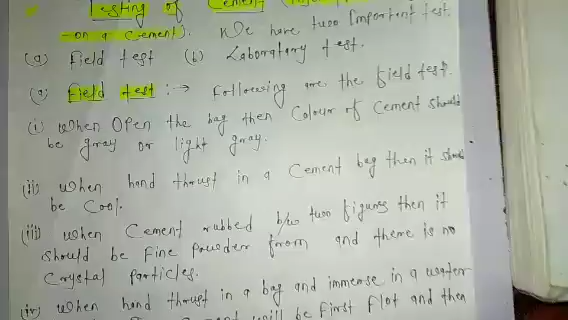 Testing of Cement
on a Cement). We have two Important test.
(a) Field test (b) Laboratory test.
(a) Field test :→ Following are the field test.
(i) When Open the bag then Colour of Cement should
be gray or light gray.
(ii) When hand thrust in a Cement bag then it
be Cool.
(iii) When Cement rubbed b/w two figures then it
should be Fine Powder from and there is no
Crystal Particles.
(iv) When hand thrust in a bag and immense in a water
will be First flot and then